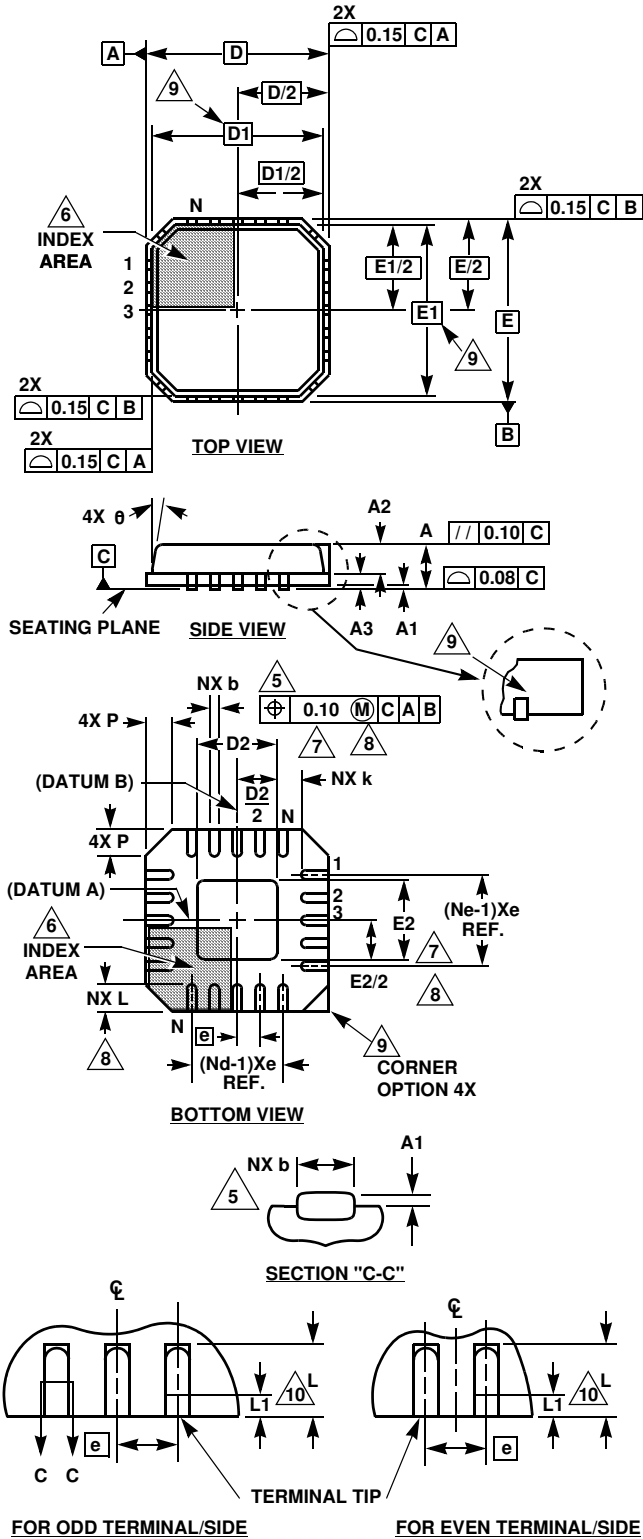 2X
0.15 C A
A
D
D/2
9
D1
D1/2
2X
0.15 C B
6
INDEX
AREA
N
1
2
3
E1/2
E/2
E1
E
9
B
2X
0.15 C B
2X
0.15 C A
TOP VIEW
4X θ
A2
A
// 0.10 C
C
0.08 C
SEATING PLANE
SIDE VIEW
A3
A1
9
NX b
5
4X P
0.10 M C A B
D2
7
8
(DATUM B)
D2
2
N
NX k
4X P
1
2
3
(DATUM A)
6
INDEX
AREA
E2
(Ne-1)Xe
REF.
7
E2/2
8
NX L
8
N
e
(Nd-1)Xe
REF.
9
CORNER
OPTION 4X
BOTTOM VIEW
A1
NX b
5
SECTION "C-C"
C L
C L
L
10
L1
L
10
L1
e
e
C C
TERMINAL TIP
FOR ODD TERMINAL/SIDE
FOR EVEN TERMINAL/SIDE